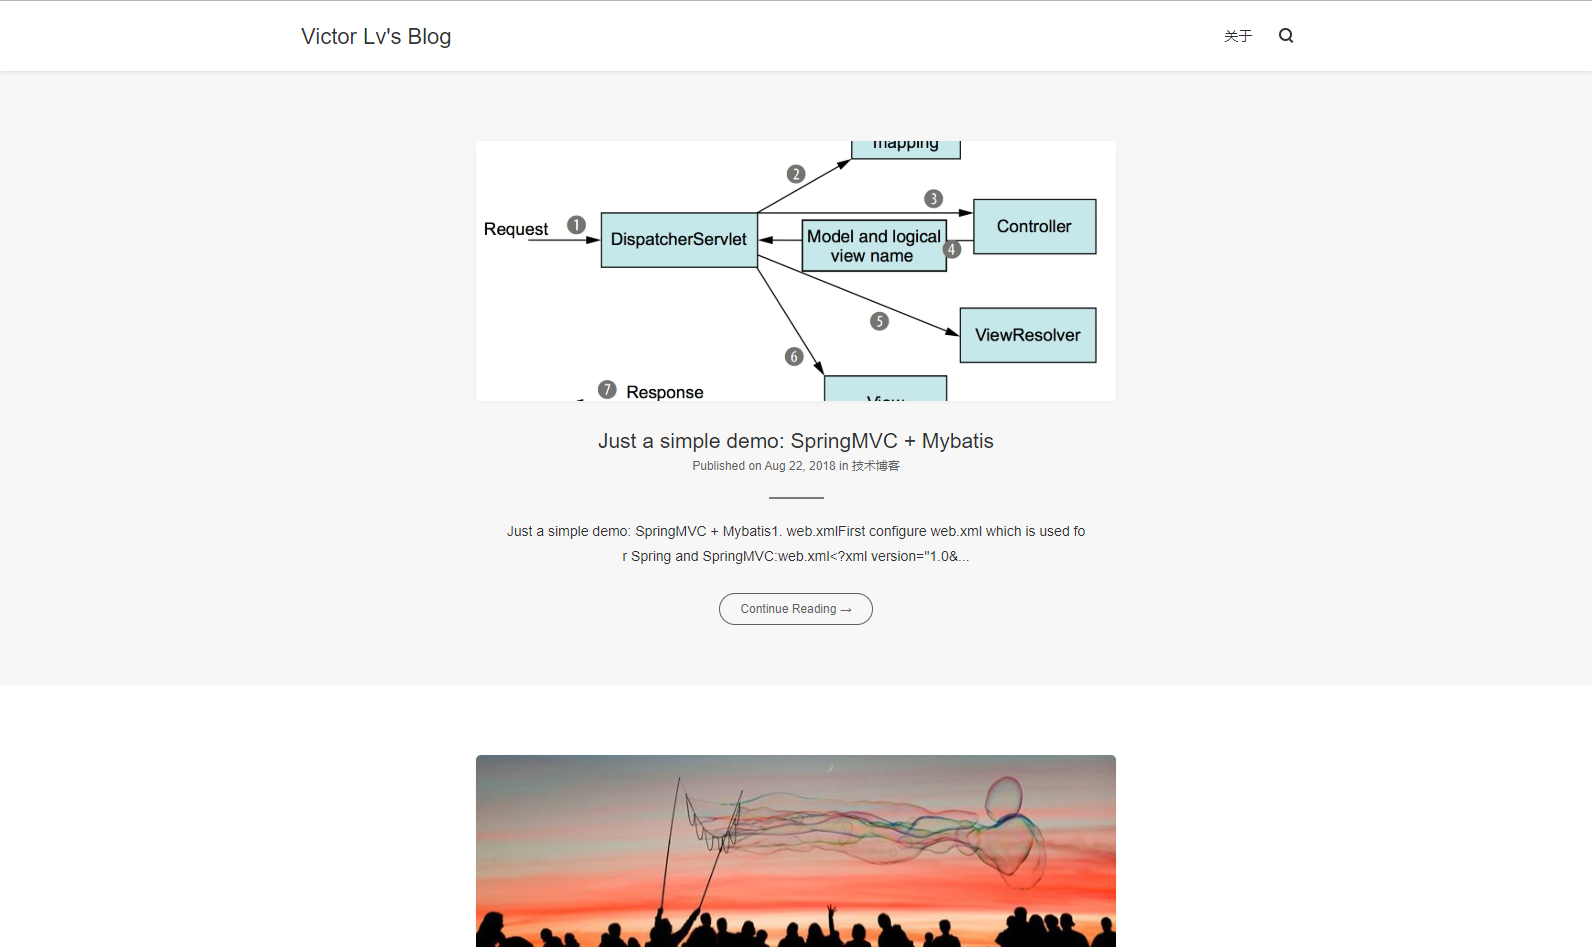 Victor Lv's Blog
关于
mapping
2
3
Request
1
DispatcherServlet
Model and logical
view name
4
Controller
5
ViewResolver
6
7
Response
View
Just a simple demo: SpringMVC + Mybatis
Published on Aug 22, 2018 in 技术博客
Just a simple demo: SpringMVC + Mybatis1. web.xmlFirst configure web.xml which is used fo
r Spring and SpringMVC:web.xml<?xml version="1.0&...
Continue Reading →